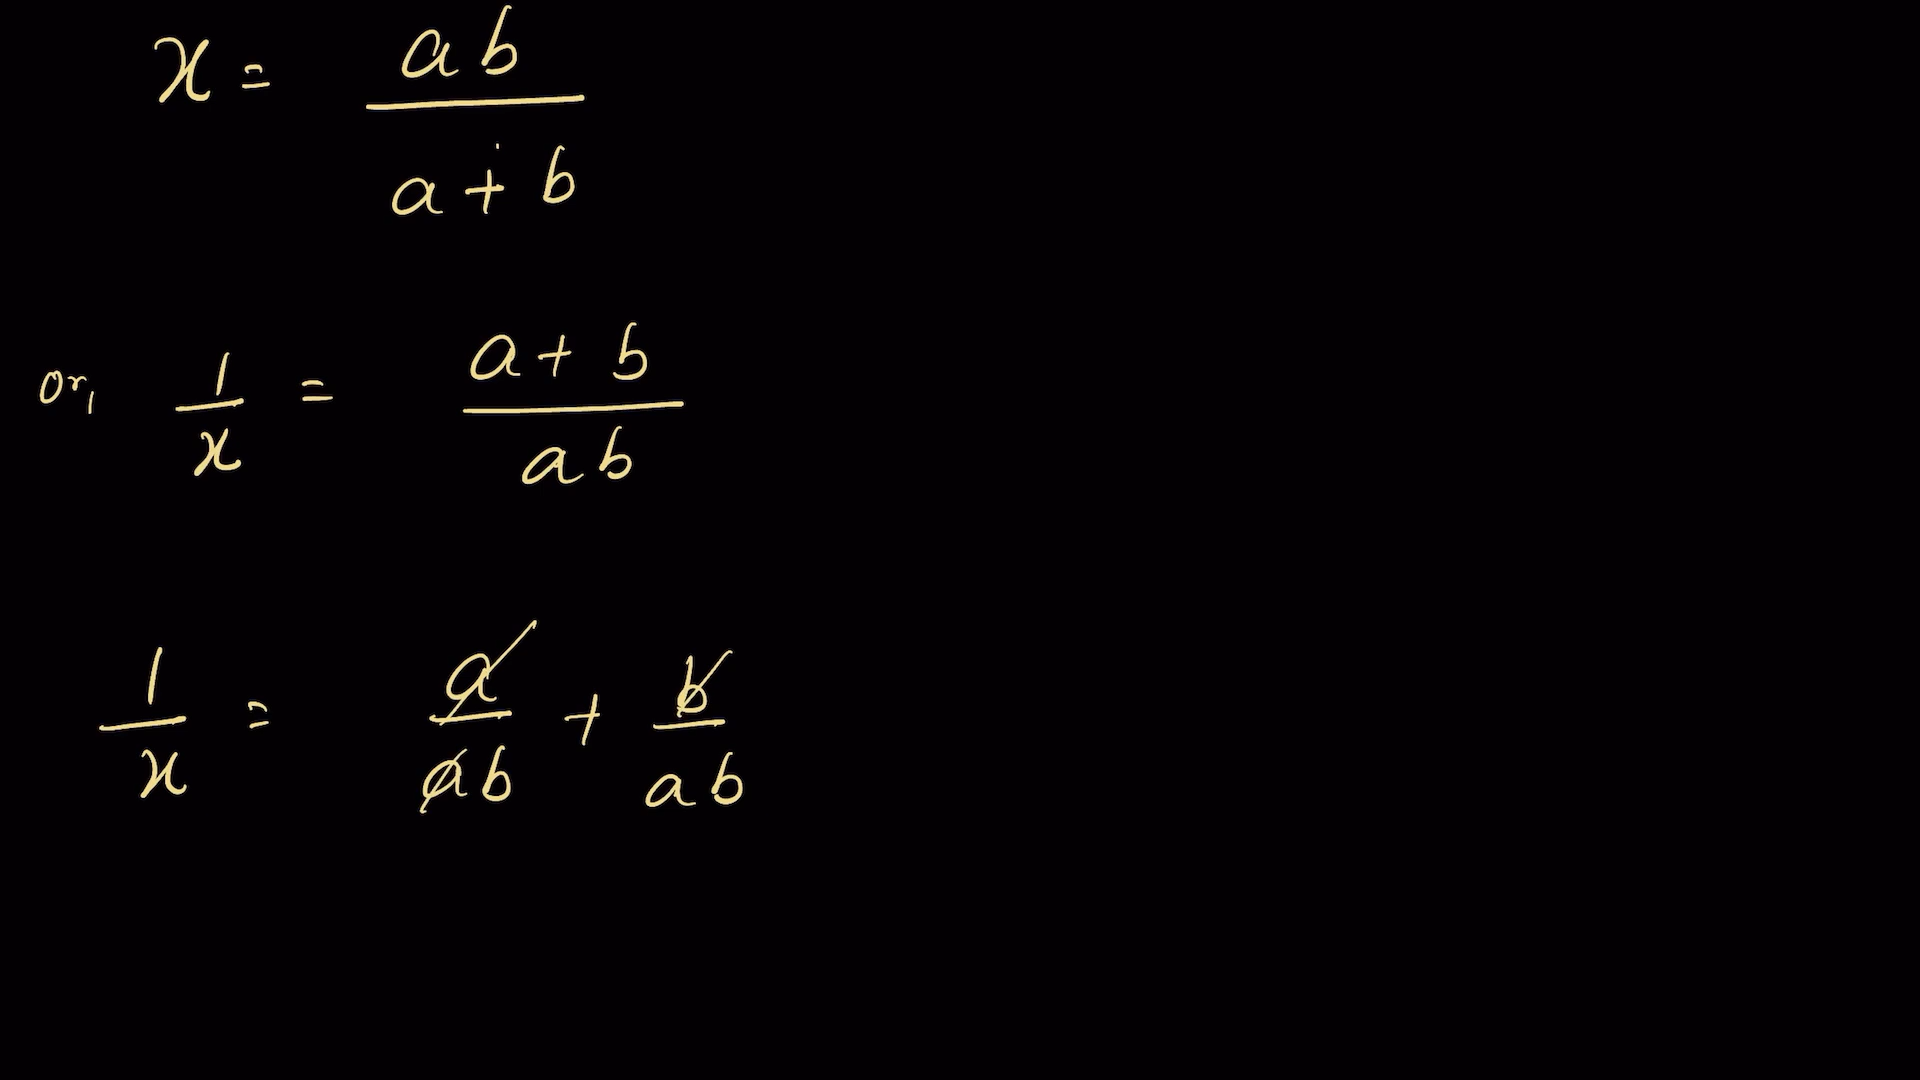 x = ab / a + b
or, 1/x = a + b / ab
1/x = a/ab + b/ab